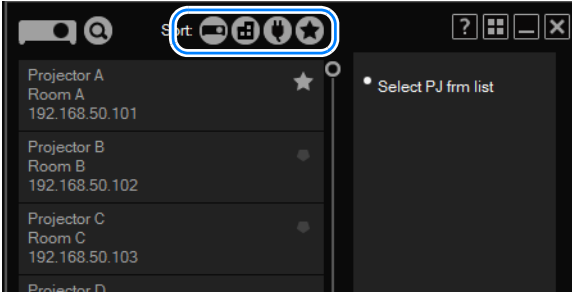 Sort:
?
Projector A
Room A
192.168.50.101
Projector B
Room B
192.168.50.102
Projector C
Room C
192.168.50.103
Projector D
Select PJ frm list